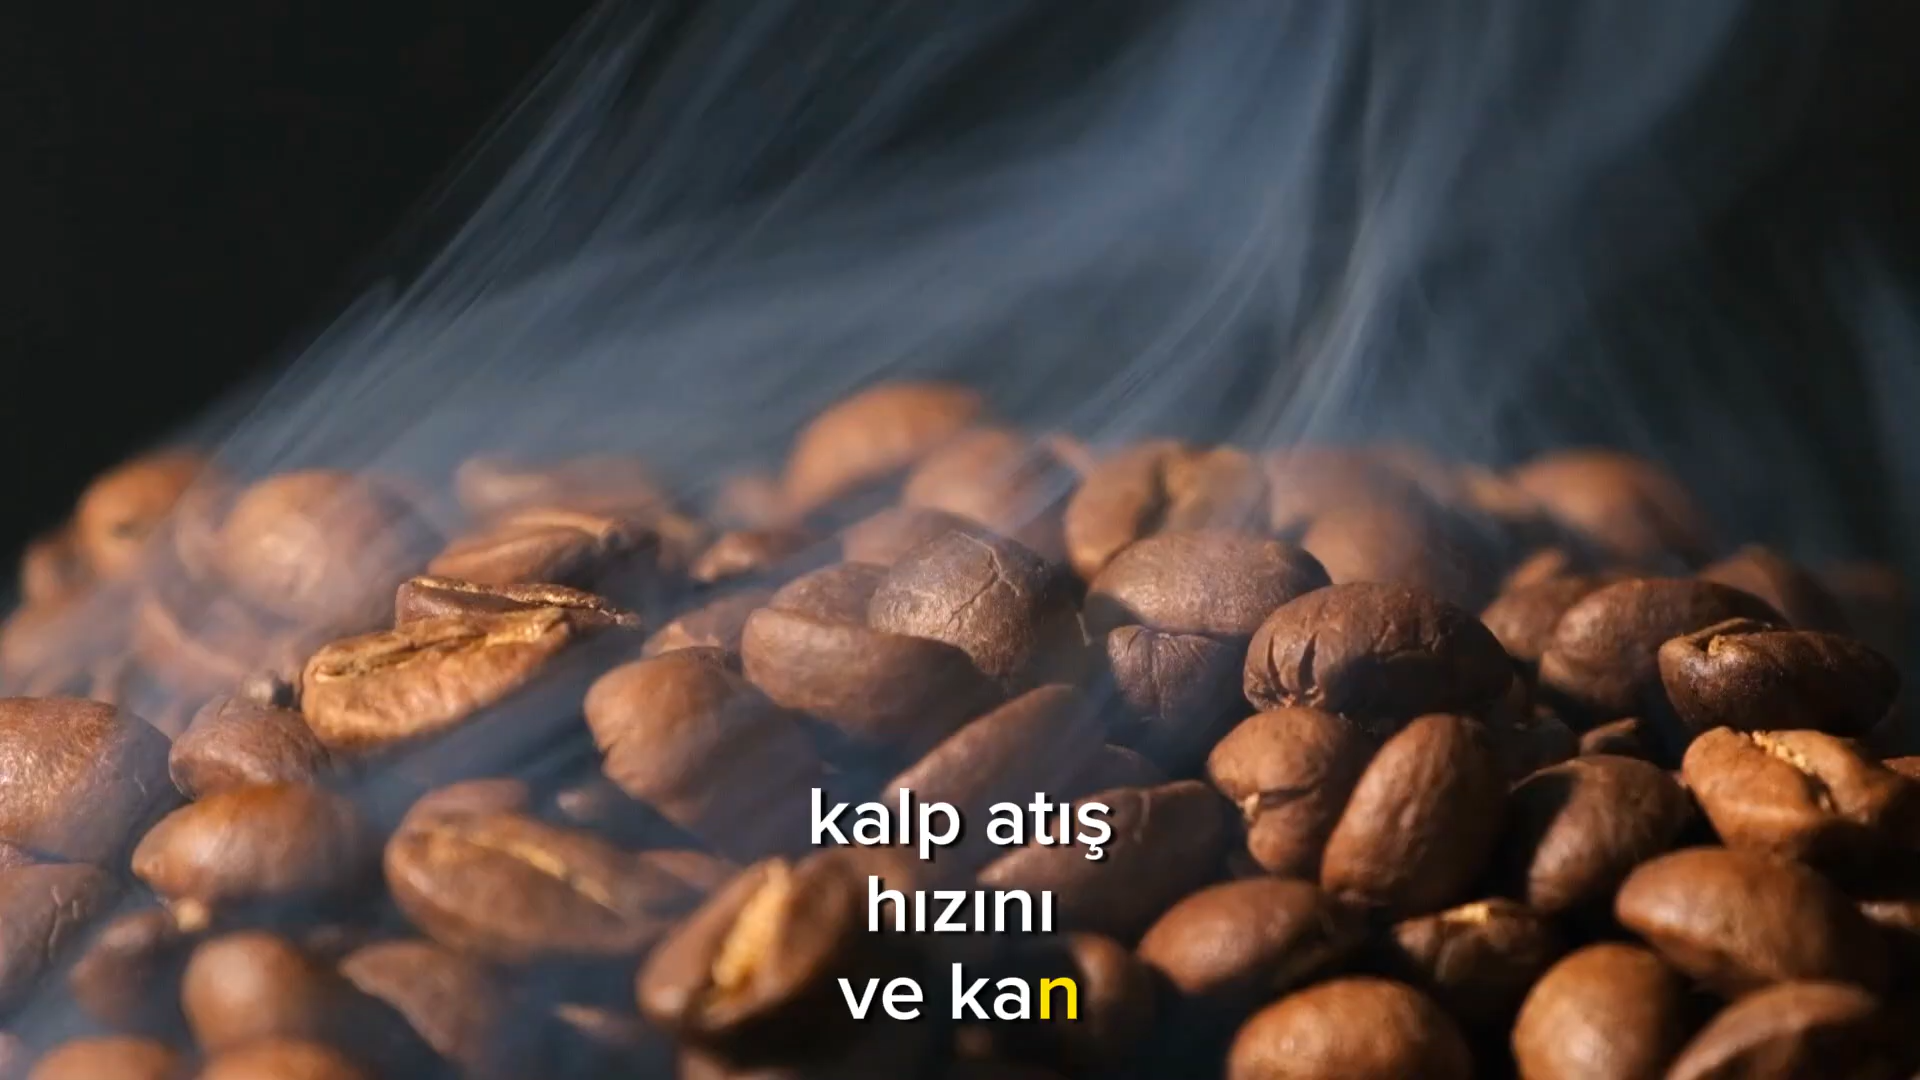 kalp atış
hızını
ve kan